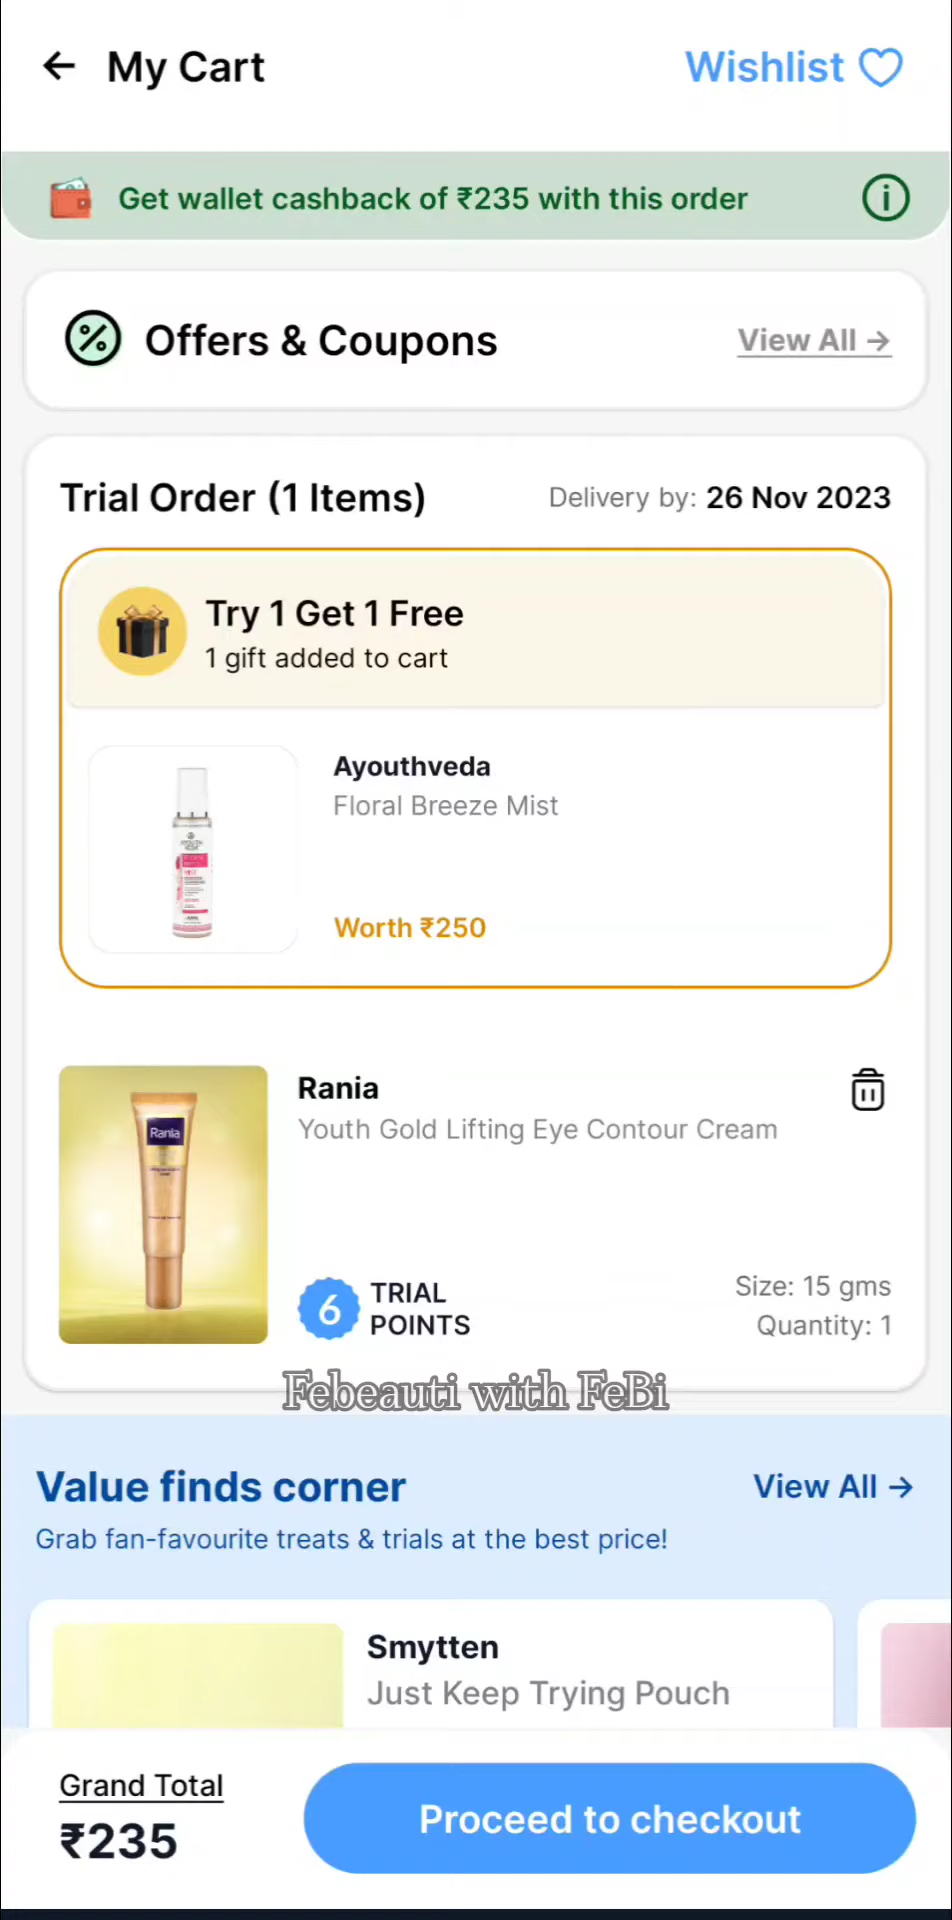 My Cart
Wishlist
Get wallet cashback of ₹235 with this order
Offers & Coupons
View All →
Trial Order (1 Items)
Delivery by: 26 Nov 2023
Try 1 Get 1 Free
1 gift added to cart
Ayouthveda
Floral Breeze Mist
Worth ₹250
Rania
Rania
Youth Gold Lifting Eye Contour Cream
6
TRIAL
POINTS
Size: 15 gms
Quantity: 1
Febeauti with FeBi
Value finds corner
View All →
Grab fan-favourite treats & trials at the best price!
Smytten
Just Keep Trying Pouch
Grand Total
₹235
Proceed to checkout